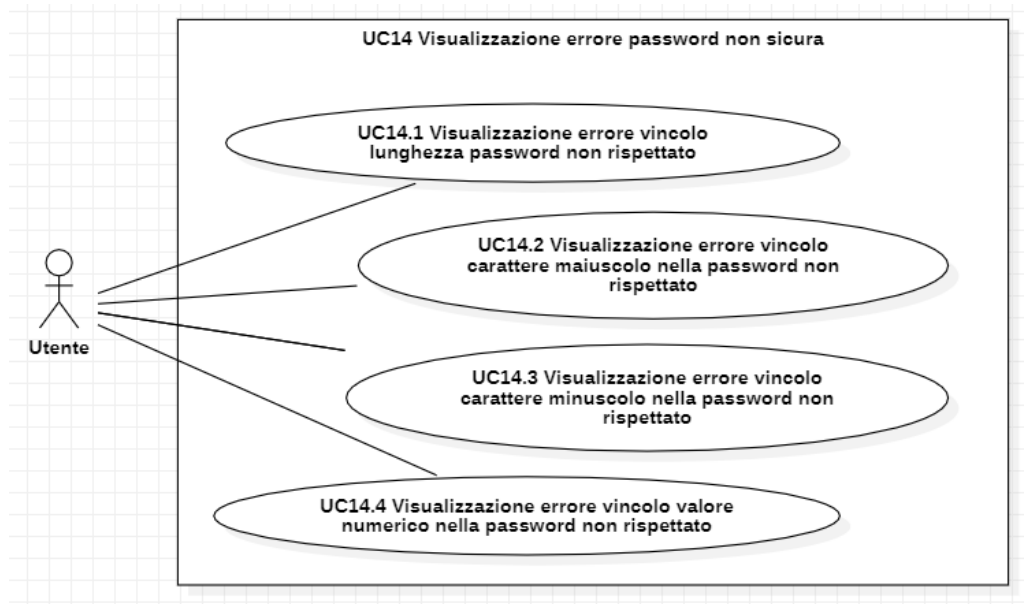 UC14 Visualizzazione errore password non sicura
UC14.1 Visualizzazione errore vincolo
lunghezza password non rispettato
UC14.2 Visualizzazione errore vincolo
carattere maiuscolo nella password non
rispettato
Utente
UC14.3 Visualizzazione errore vincolo
carattere minuscolo nella password non
rispettato
UC14.4 Visualizzazione errore vincolo valore
numerico nella password non rispettato